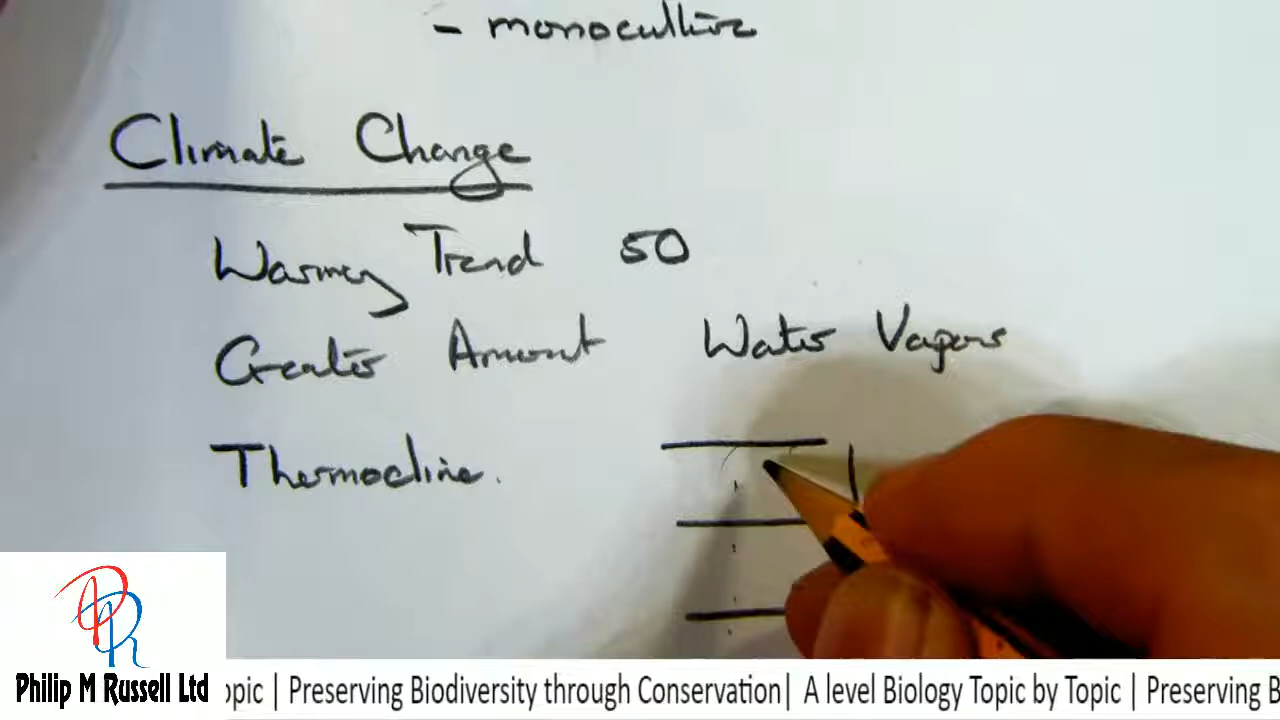 - monoculture
Climate Change
Warming Trend 50
Greater Amount Water Vapour
Thermocline.
Philip M Russell Ltd
opic | Preserving Biodiversity through Conservation| A level Biology Topic by Topic | Preserving B